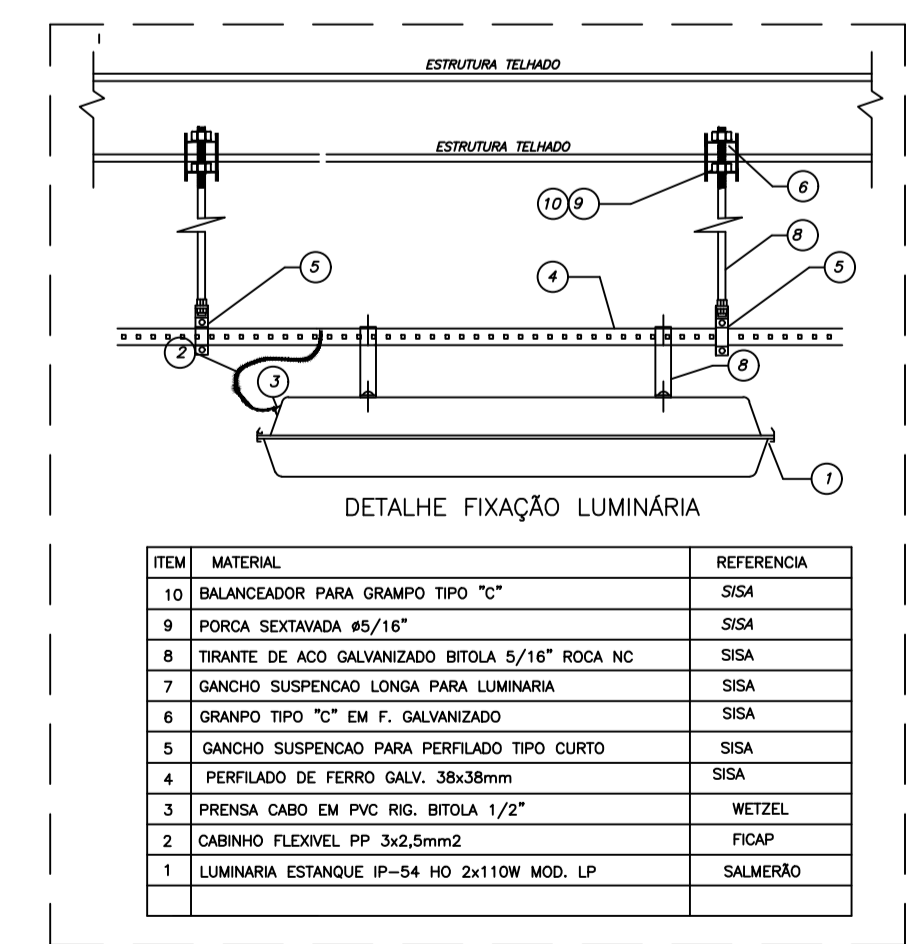 ESTRUTURA TELHADO
ESTRUTURA TELHADO
6
10 9
8
5
5
4
2
3
8
1
DETALHE FIXAÇÃO LUMINÁRIA
ITEM MATERIAL REFERENCIA
10 BALANCEADOR PARA GRAMPO TIPO "C" SISA
9 PORCA SEXTAVADA ø5/16" SISA
8 TIRANTE DE ACO GALVANIZADO BITOLA 5/16" ROCA NC SISA
7 GANCHO SUSPENCAO LONGA PARA LUMINARIA SISA
6 GRANPO TIPO "C" EM F. GALVANIZADO SISA
5 GANCHO SUSPENCAO PARA PERFILADO TIPO CURTO SISA
4 PERFILADO DE FERRO GALV. 38x38mm SISA
3 PRENSA CABO EM PVC RIG. BITOLA 1/2" WETZEL
2 CABINHO FLEXIVEL PP 3x2,5mm2 FICAP
1 LUMINARIA ESTANQUE IP-54 HO 2x110W MOD. LP SALMERÃO